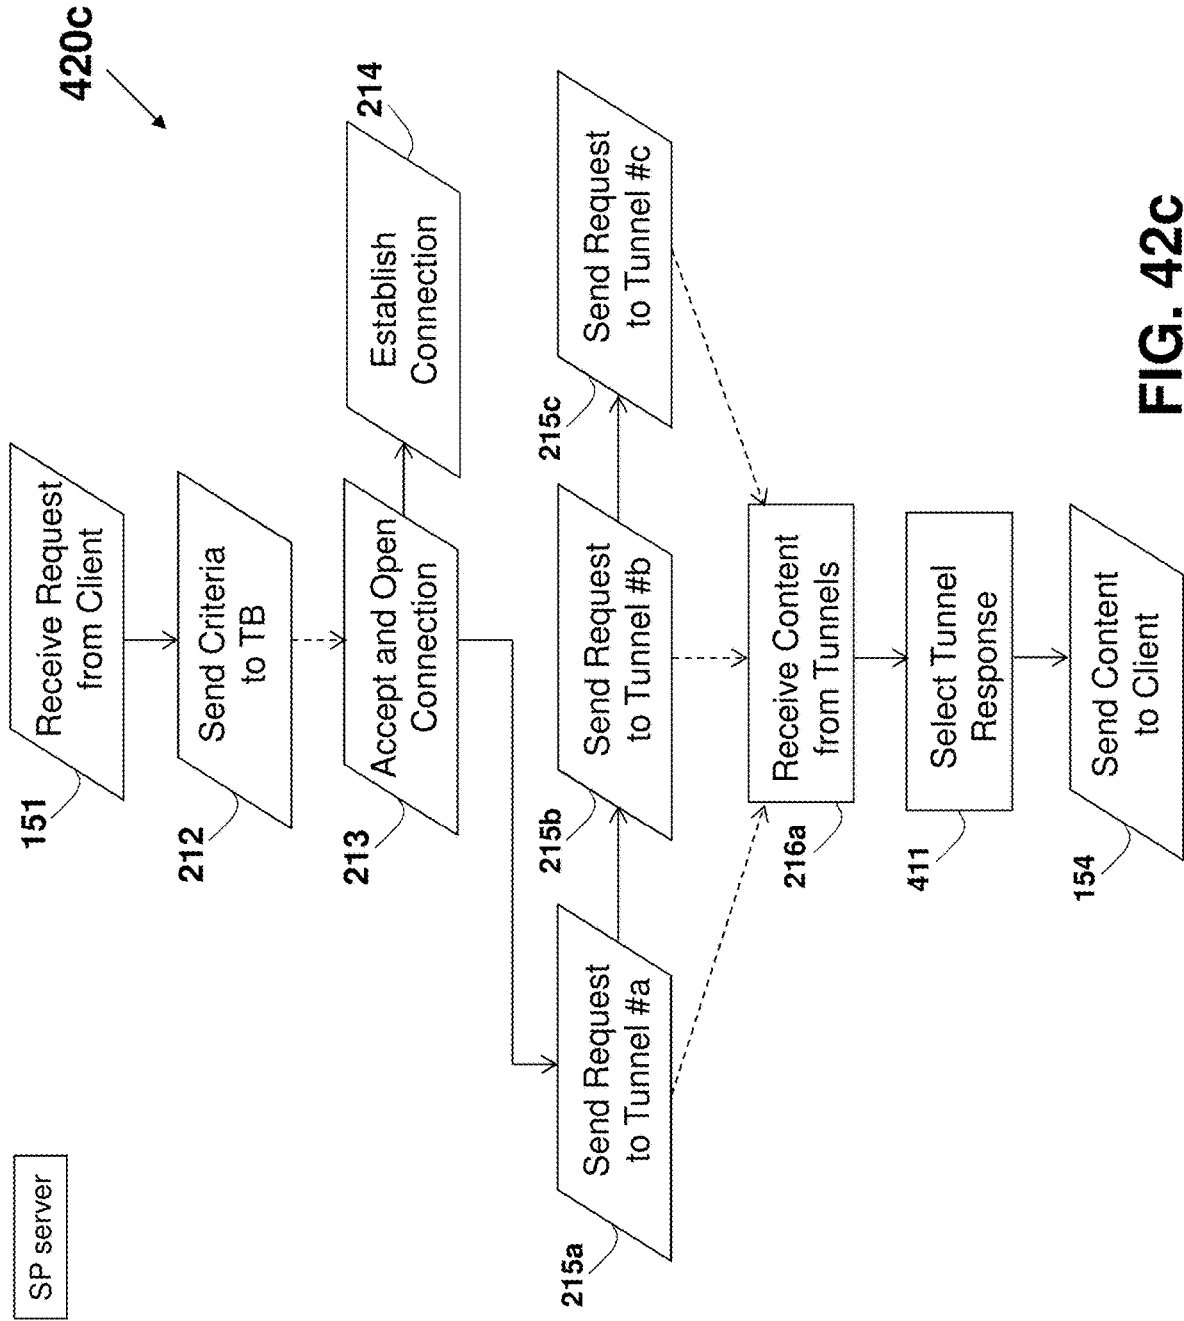 SP server
420c
Receive Request
from Client
151
Send Criteria
to TB
212
Accept and Open
Connection
213
Establish
Connection
214
Send Request
to Tunnel #a
215a
Send Request
to Tunnel #b
215b
Send Request
to Tunnel #c
215c
Receive Content
from Tunnels
216a
Select Tunnel
Response
411
Send Content
to Client
154
FIG. 42c